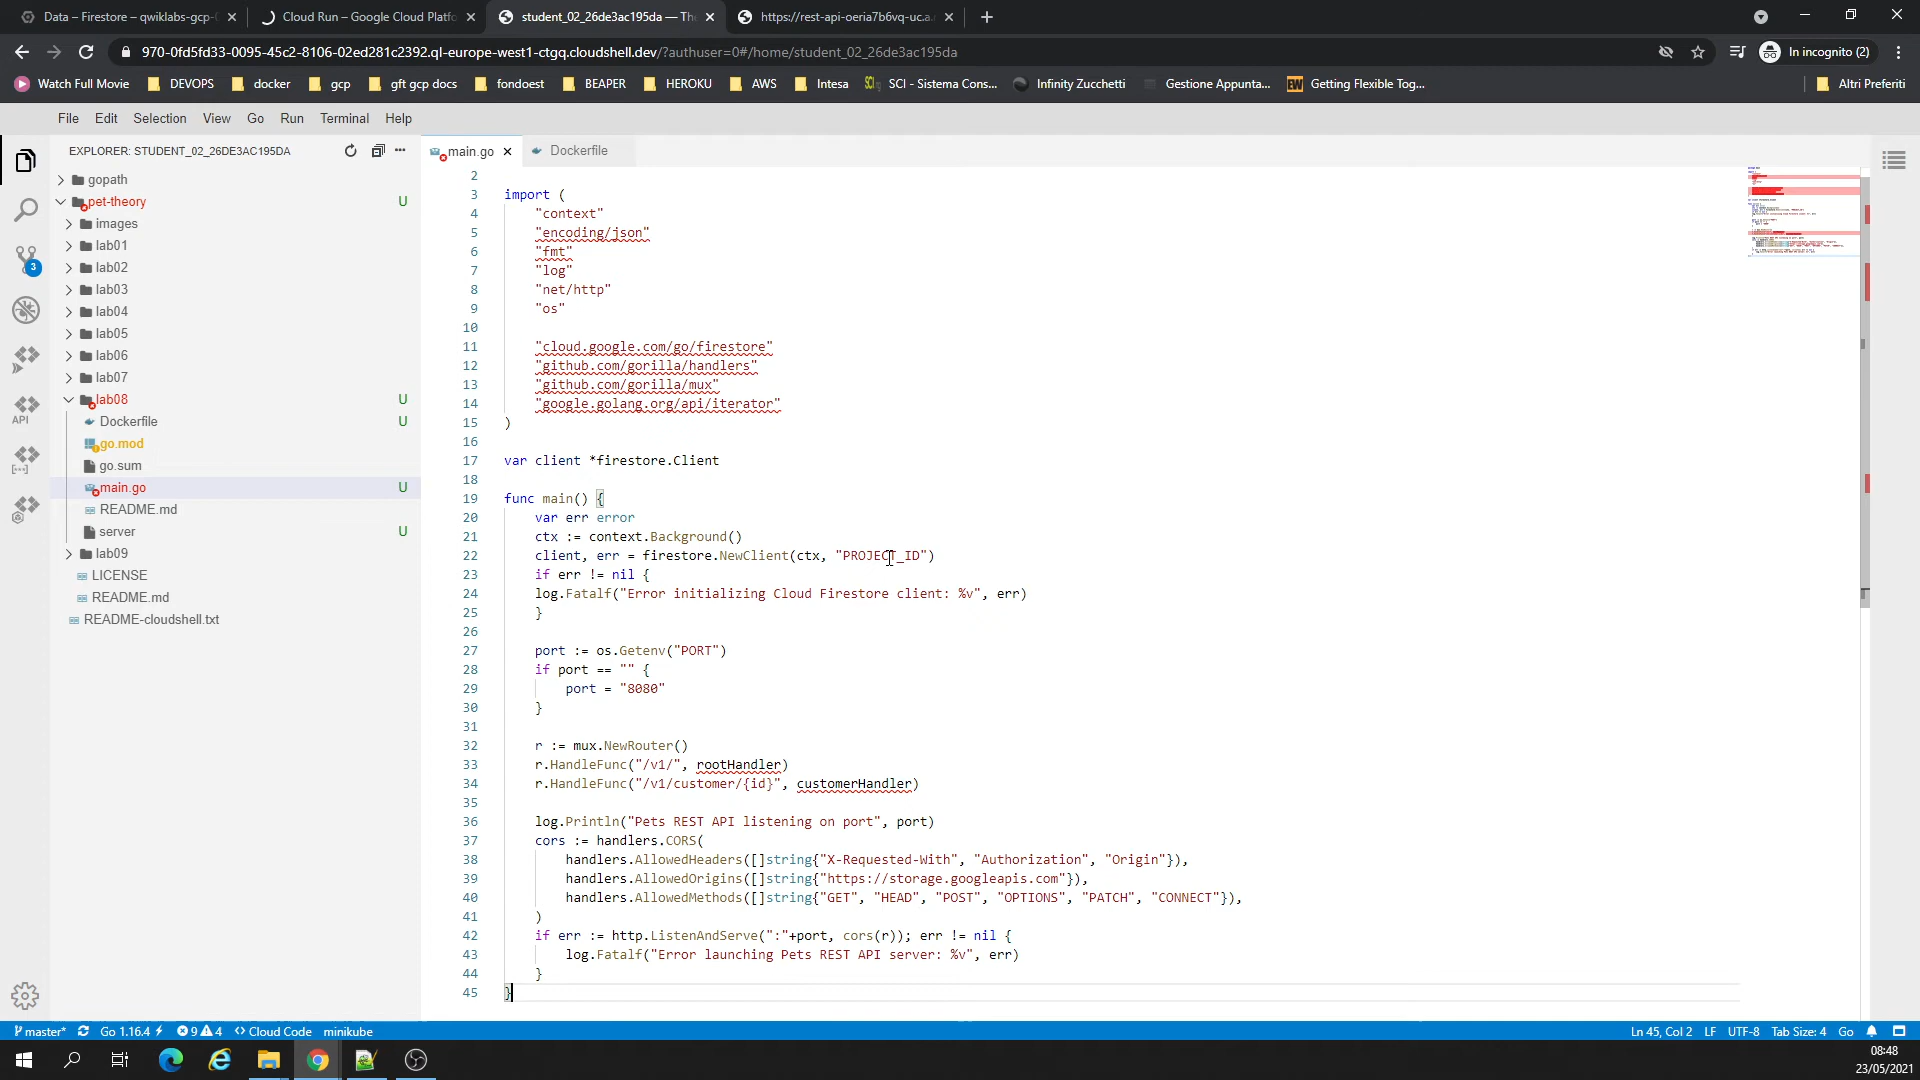 Data – Firestore – qwiklabs-gcp-
Cloud Run – Google Cloud Platfo
student_02_26de3ac195da — The
https://rest-api-oeria7b6vq-uc.a.
970-0fd5fd33-0095-45c2-8106-02ed281c2392.ql-europe-west1-ctgq.cloudshell.dev/?authuser=0#/home/student_02_26de3ac195da
In incognito (2)
Watch Full Movie
DEVOPS
docker
gcp
gft gcp docs
fondoest
BEAPER
HEROKU
AWS
Intesa
SCI - Sistema Cons...
Infinity Zucchetti
Gestione Appunta...
EW Getting Flexible Tog...
Altri Preferiti
File Edit Selection View Go Run Terminal Help
EXPLORER: STUDENT_02_26DE3AC195DA
gopath
pet-theory U
images
lab01
lab02
lab03
lab04
lab05
lab06
lab07
lab08 U
Dockerfile U
go.mod
go.sum
main.go U
README.md
server U
lab09
LICENSE
README.md
README-cloudshell.txt
3
API
main.go
Dockerfile
2
3 import (
4 "context"
5 "encoding/json"
6 "fmt"
7 "log"
8 "net/http"
9 "os"
10
11 "cloud.google.com/go/firestore"
12 "github.com/gorilla/handlers"
13 "github.com/gorilla/mux"
14 "google.golang.org/api/iterator"
15 )
16
17 var client *firestore.Client
18
19 func main() {
20 var err error
21 ctx := context.Background()
22 client, err = firestore.NewClient(ctx, "PROJECT_ID")
23 if err != nil {
24 log.Fatalf("Error initializing Cloud Firestore client: %v", err)
25 }
26
27 port := os.Getenv("PORT")
28 if port == "" {
29 port = "8080"
30 }
31
32 r := mux.NewRouter()
33 r.HandleFunc("/v1/", rootHandler)
34 r.HandleFunc("/v1/customer/{id}", customerHandler)
35
36 log.Println("Pets REST API listening on port", port)
37 cors := handlers.CORS(
38 handlers.AllowedHeaders([]string{"X-Requested-With", "Authorization", "Origin"}),
39 handlers.AllowedOrigins([]string{"https://storage.googleapis.com"}),
40 handlers.AllowedMethods([]string{"GET", "HEAD", "POST", "OPTIONS", "PATCH", "CONNECT"}),
41 )
42 if err := http.ListenAndServe(":"+port, cors(r)); err != nil {
43 log.Fatalf("Error launching Pets REST API server: %v", err)
44 }
45 }
master* Go 1.16.4 9 4 Cloud Code minikube
Ln 45, Col 2 LF UTF-8 Tab Size: 4 Go
08:48
23/05/2021